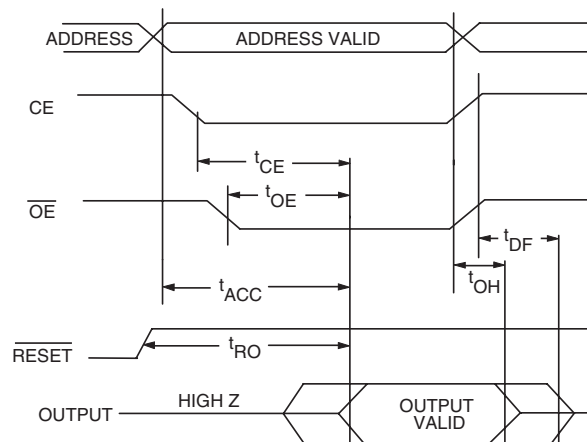 ADDRESS
ADDRESS VALID
CE
tCE
tOE
OE
tDF
tOH
tACC
RESET
tRO
OUTPUT
HIGH Z
OUTPUT
VALID